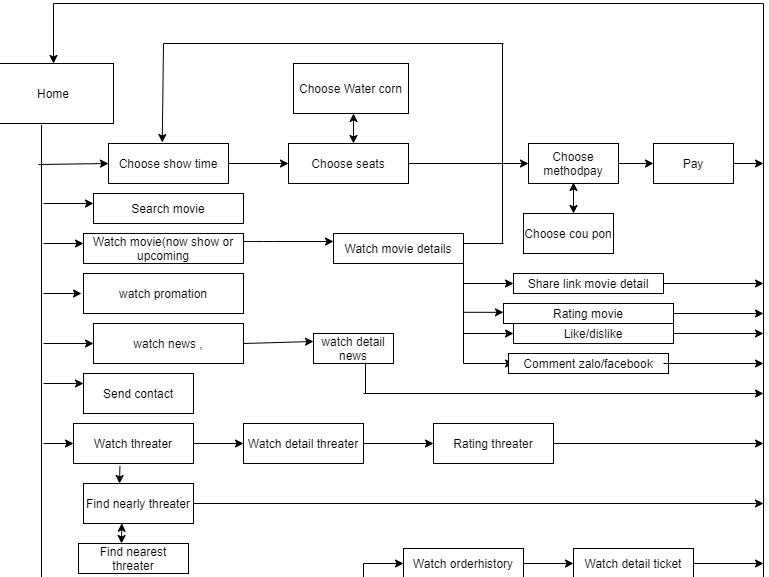 Home
Choose Water corn
Choose show time
Choose seats
Choose
methodpay
Pay
Search movie
Choose cou pon
Watch movie(now show or
upcoming
Watch movie details
watch promation
Share link movie detail
Rating movie
Like/dislike
watch news ,
watch detail
news
Comment zalo/facebook
Send contact
Watch threater
Watch detail threater
Rating threater
Find nearly threater
Find nearest
threater
Watch orderhistory
Watch detail ticket